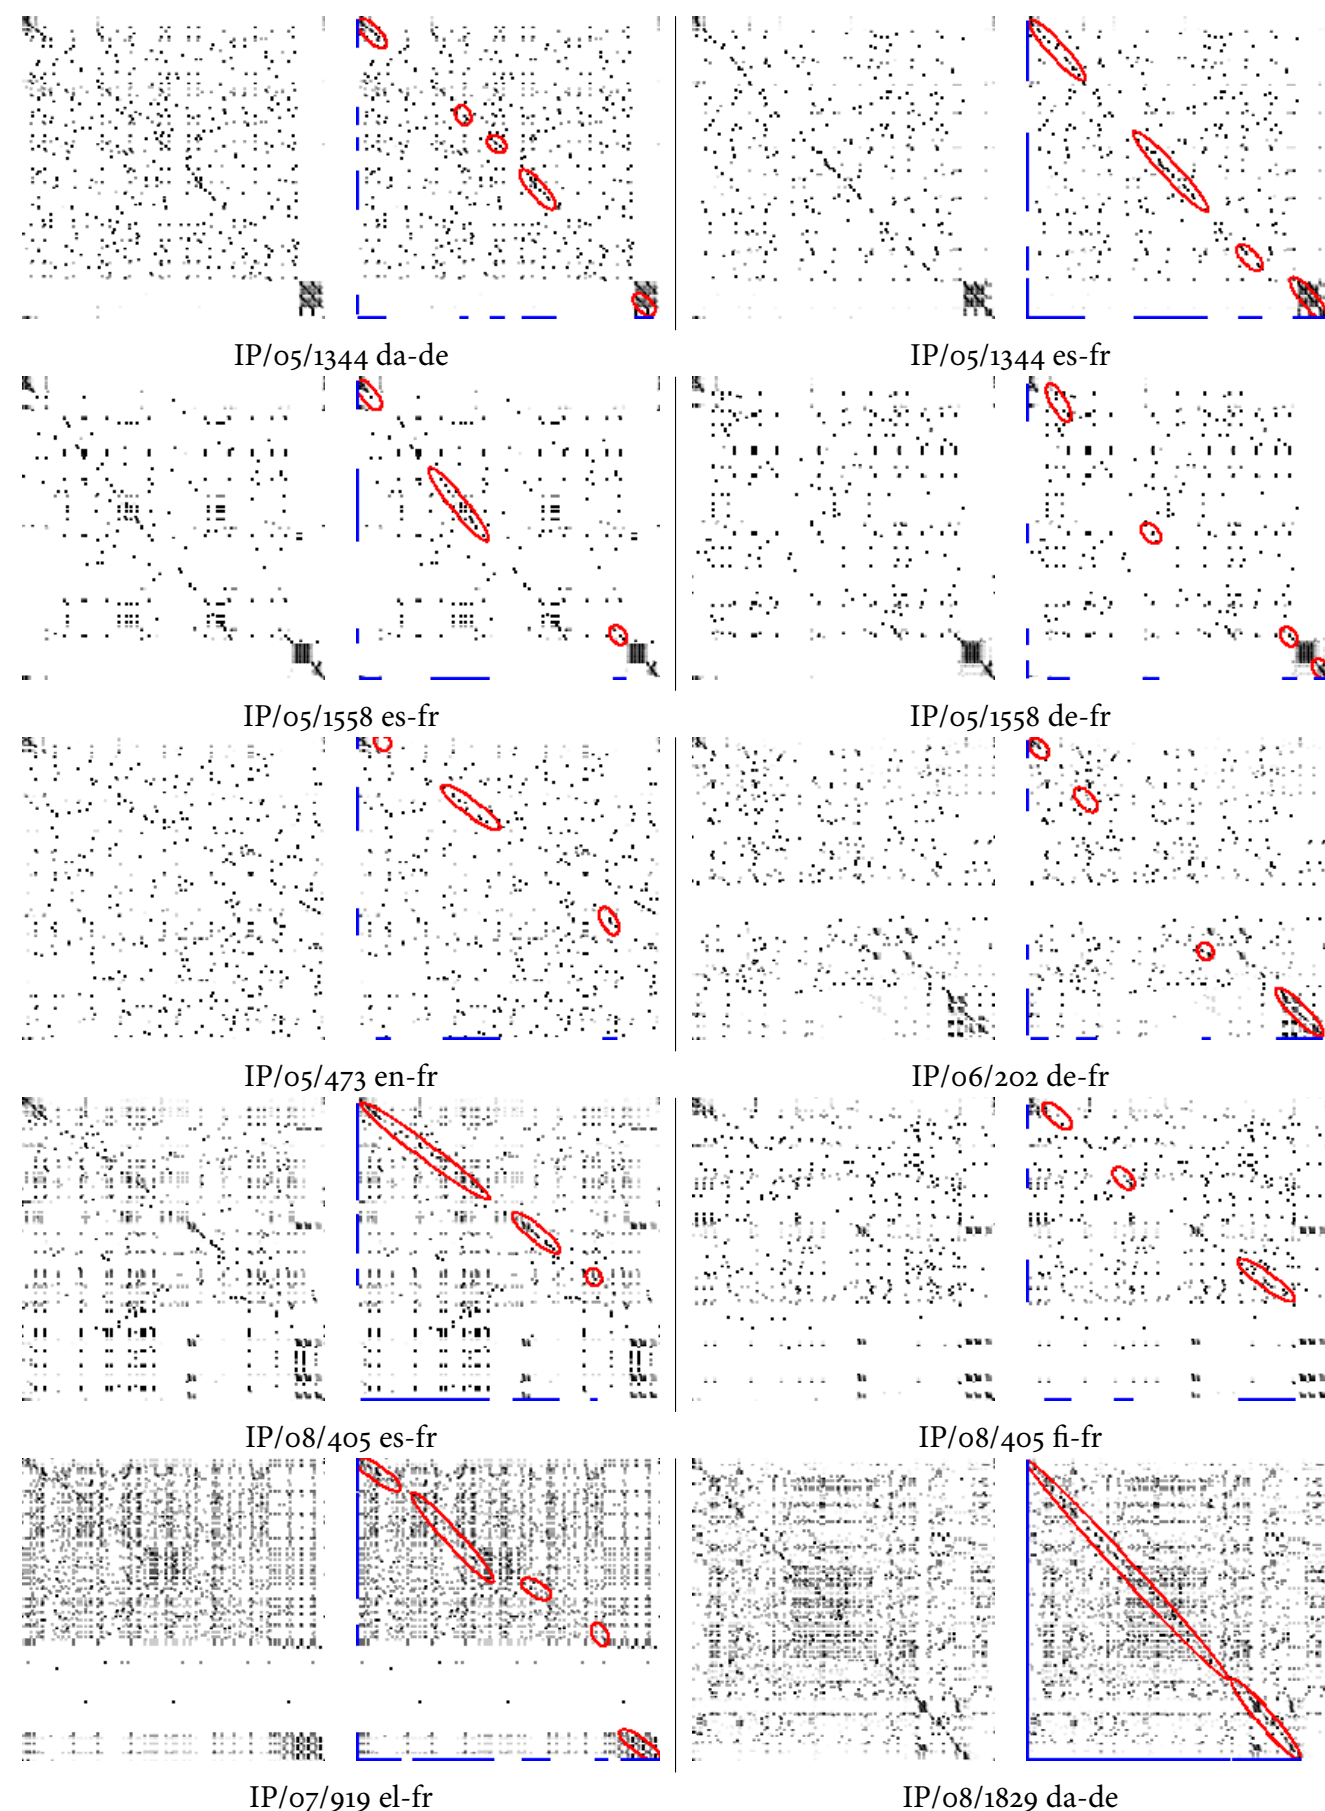 IP/05/1344 da-de
IP/05/1344 es-fr
IP/05/1558 es-fr
IP/05/1558 de-fr
IP/05/473 en-fr
IP/06/202 de-fr
IP/08/405 es-fr
IP/08/405 fi-fr
IP/07/919 el-fr
IP/08/1829 da-de